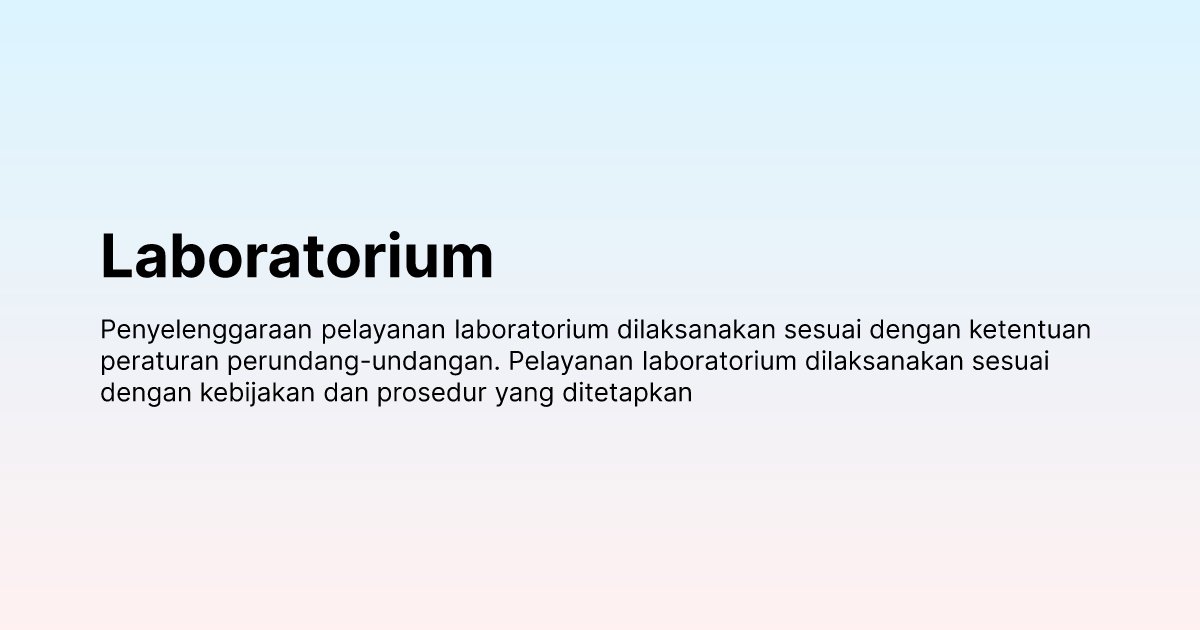 Laboratorium
Penyelenggaraan pelayanan laboratorium dilaksanakan sesuai dengan ketentuan
peraturan perundang-undangan. Pelayanan laboratorium dilaksanakan sesuai
dengan kebijakan dan prosedur yang ditetapkan